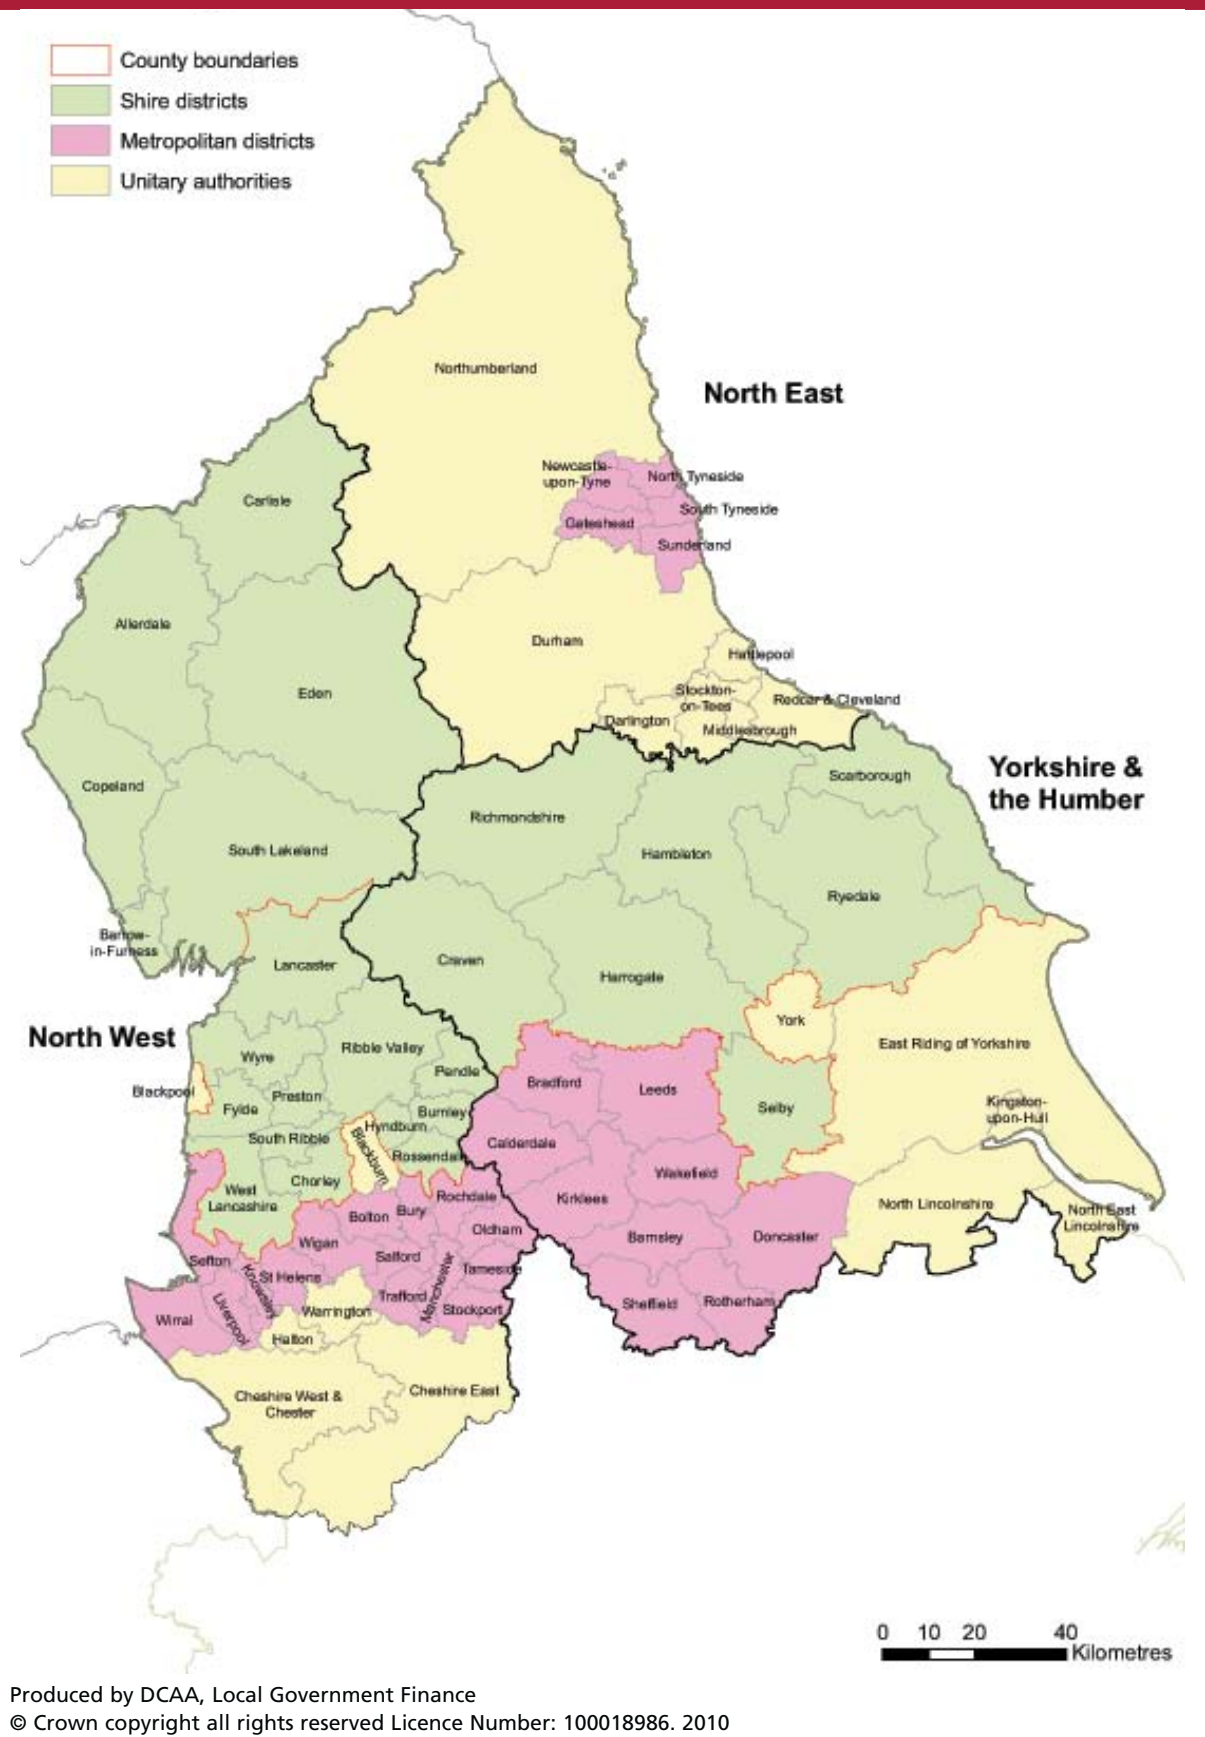 County boundaries
Shire districts
Metropolitan districts
Unitary authorities
Northumberland
North East
Newcastle-
upon-Tyne
North Tyneside
South Tyneside
Gateshead
Sunderland
Carlisle
Allerdale
Durham
Hartlepool
Eden
Stockton-
on-Tees
Redcar & Cleveland
Darlington
Middlesbrough
Copeland
Yorkshire &
the Humber
Scarborough
Richmondshire
South Lakeland
Hambleton
Ryedale
Barrow-
in-Furness
Lancaster
Craven
Harrogate
North West
York
East Riding of Yorkshire
Wyre
Ribble Valley
Pendle
Blackpool
Fylde
Preston
Bradford
Leeds
Selby
Kingston-
upon-Hull
Burnley
Hyndburn
South Ribble
Blackburn
Rossendale
Calderdale
Wakefield
Chorley
West
Lancashire
Rochdale
Kirklees
North Lincolnshire
North East
Lincolnshire
Bolton
Bury
Oldham
Wigan
Barnsley
Doncaster
Sefton
Salford
Tameside
St Helens
Knowsley
Manchester
Trafford
Stockport
Sheffield
Rotherham
Wirral
Liverpool
Warrington
Halton
Cheshire West &
Chester
Cheshire East
0 10 20 40
Kilometres
Produced by DCAA, Local Government Finance
© Crown copyright all rights reserved Licence Number: 100018986. 2010